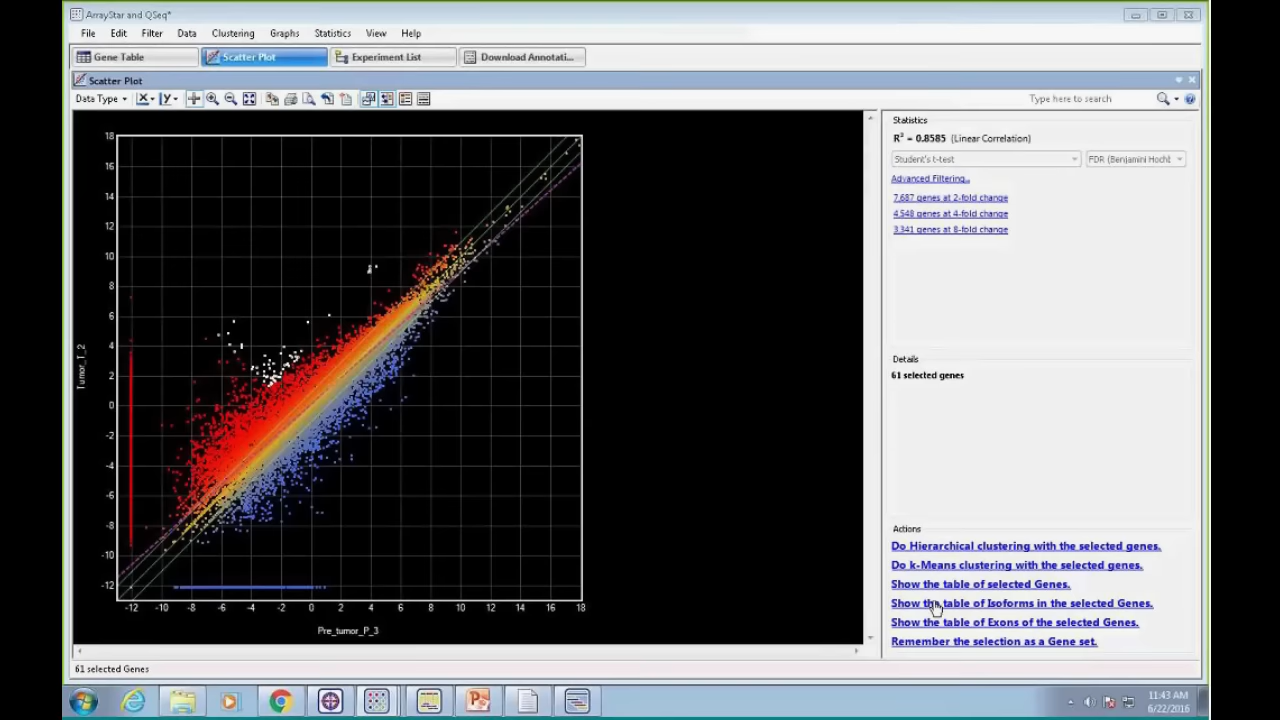 ArrayStar and QSeq*
File Edit Filter Data Clustering Graphs Statistics View Help
Gene Table Scatter Plot Experiment List Download Annotati...
Scatter Plot
Data Type X Y Type here to search
Statistics
R² = 0.8585 (Linear Correlation)
Student's t-test FDR (Benjamini Hochb
Advanced Filtering...
7,687 genes at 2-fold change
4,548 genes at 4-fold change
3,341 genes at 8-fold change
Details
61 selected genes
Actions
Do Hierarchical clustering with the selected genes.
Do k-Means clustering with the selected genes.
Show the table of selected Genes.
Show the table of Isoforms in the selected Genes.
Show the table of Exons of the selected Genes.
Remember the selection as a Gene set.
18
16
14
12
10
8
6
4
2
0
-2
-4
-6
-8
-10
-12
Tumor_T_2
-12 -10 -8 -6 -4 -2 0 2 4 6 8 10 12 14 16 18
Pre_tumor_P_3
61 selected Genes
11:43 AM
6/22/2016